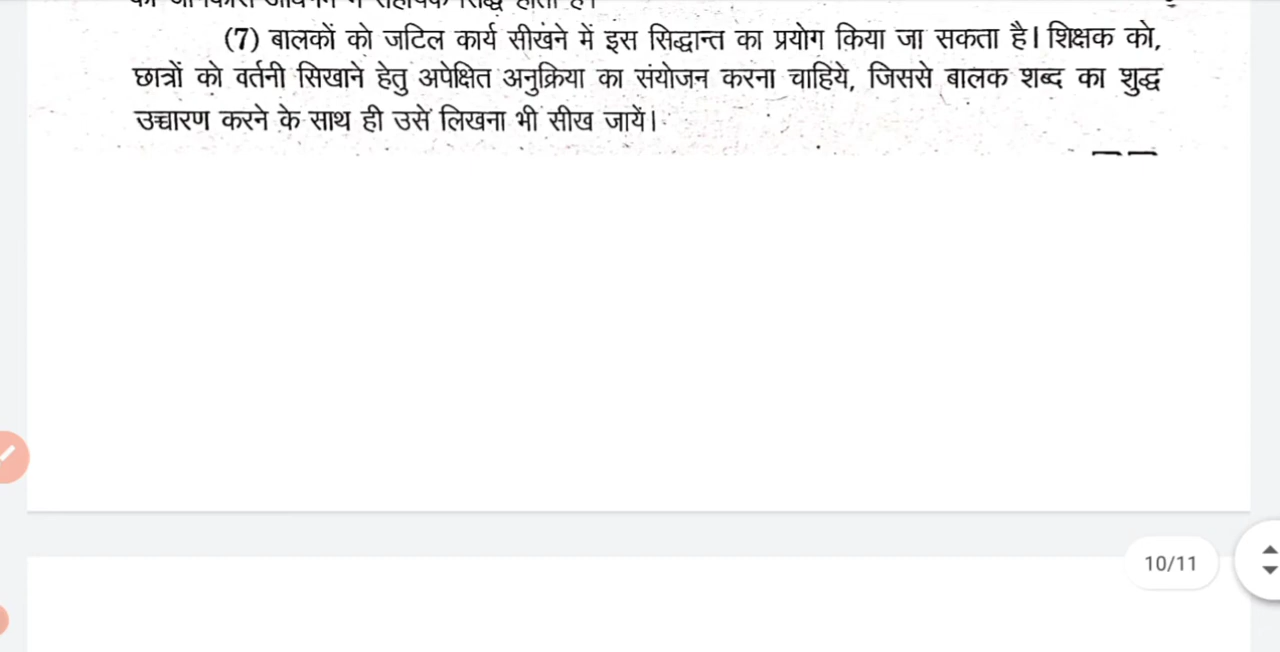 (7) बालकों को जटिल कार्य सीखने में इस सिद्धान्त का प्रयोग किया जा सकता है। शिक्षक को,
छात्रों को वर्तनी सिखाने हेतु अपेक्षित अनुक्रिया का संयोजन करना चाहिये, जिससे बालक शब्द का शुद्ध
उच्चारण करने के साथ ही उसे लिखना भी सीख जायें।
10/11